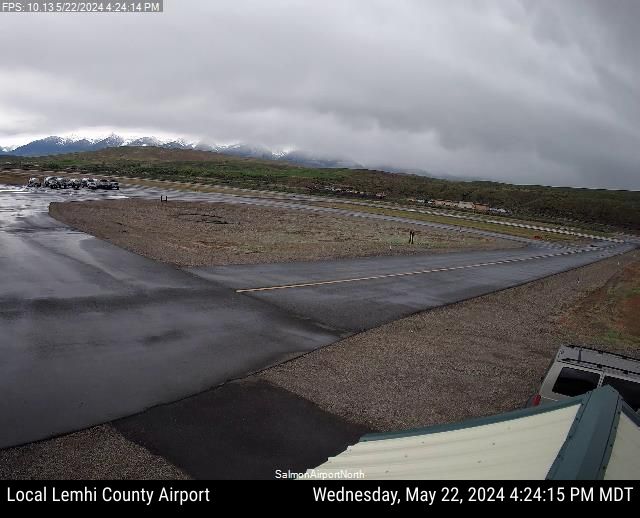 FPS: 10.13 5/22/2024 4:24:14 PM
SalmonAirportNorth
Local Lemhi County Airport Wednesday, May 22, 2024 4:24:15 PM MDT